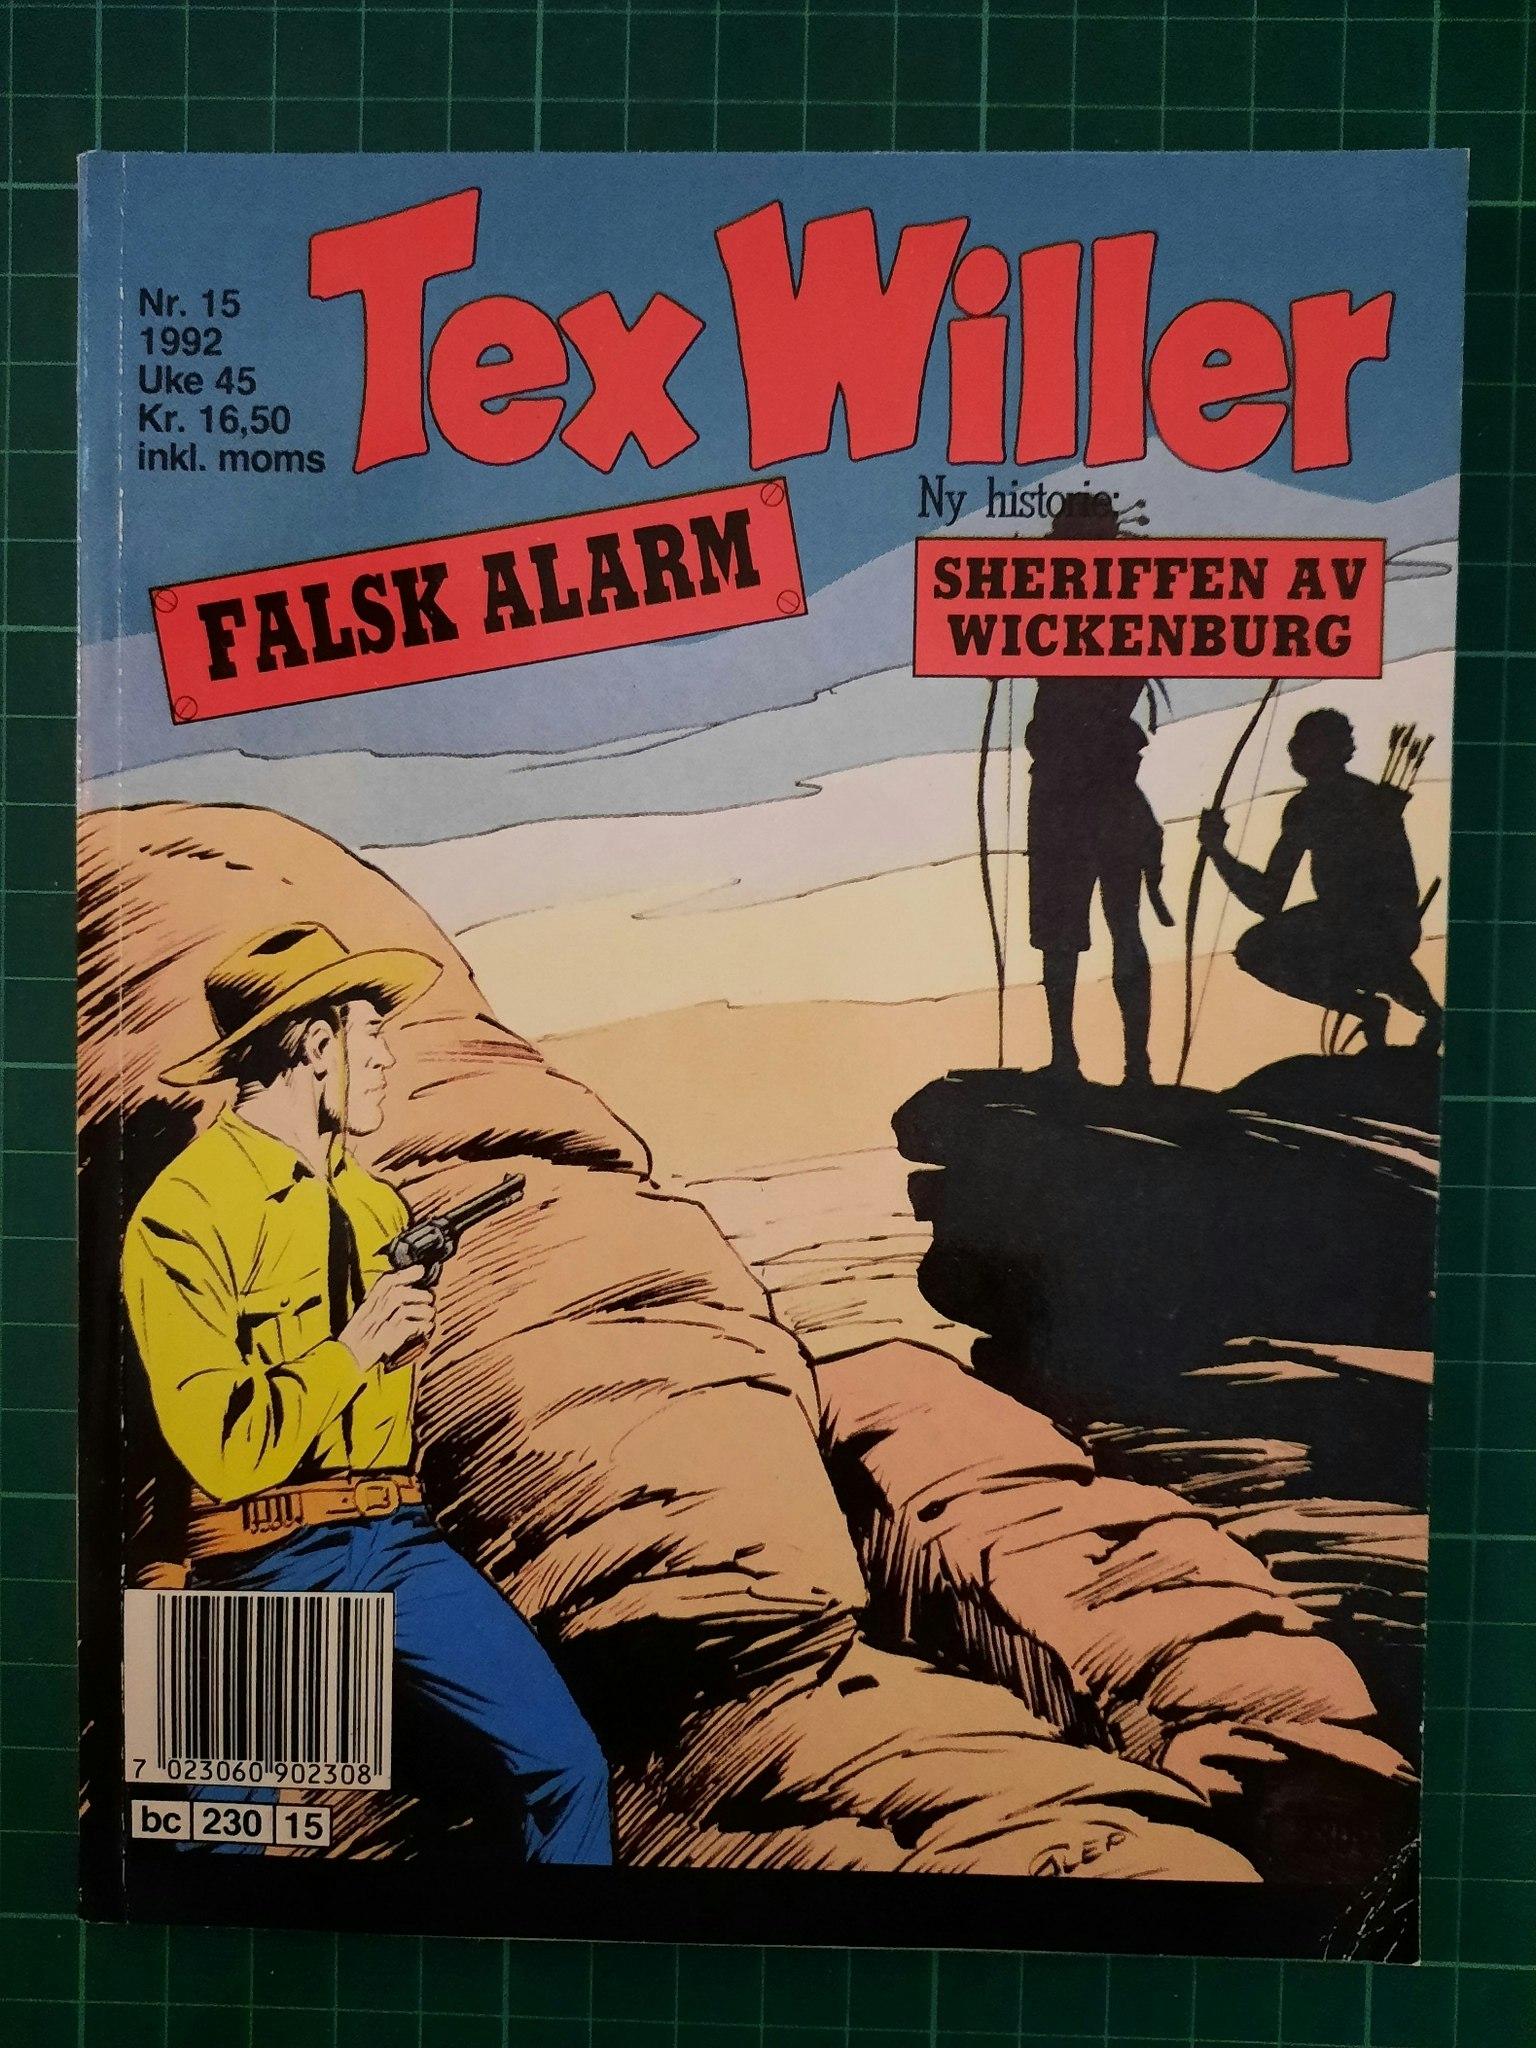 Tex Willer
Nr. 15
1992
Uke 45
Kr. 16,50
inkl. moms
FALSK ALARM
Ny historie:
SHERIFFEN AV
WICKENBURG
7 023060 902308
bc 230 15